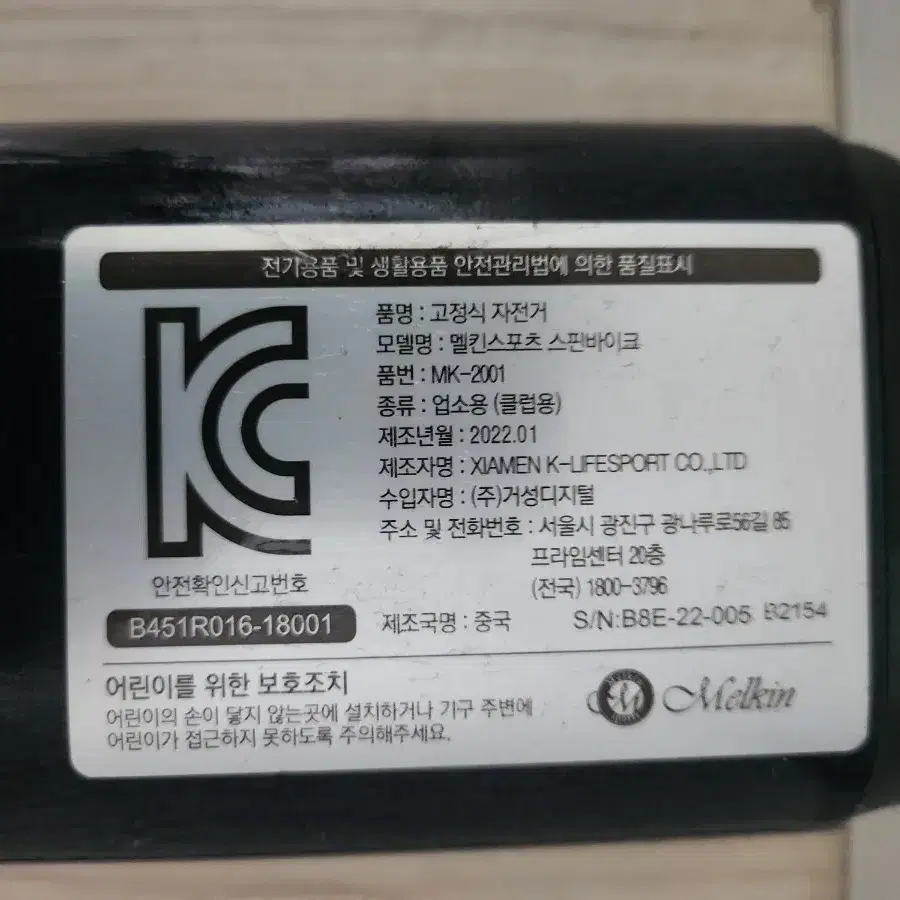 전기용품 및 생활용품 안전관리법에 의한 품질표시
품명 : 고정식 자전거
모델명 : 멜킨스포츠 스핀바이크
품번 : MK-2001
종류 : 업소용 (클럽용)
제조년월 : 2022.01
제조자명 : XIAMEN K-LIFESPORT CO.,LTD
수입자명 : (주)거성디지털
주소 및 전화번호 : 서울시 광진구 광나루로56길 85
프라임센터 20층
(전국) 1800-3796
제조국명 : 중국
S/N:B8E-22-005 B2154
KC
안전확인신고번호
B451R016-18001
어린이를 위한 보호조치
어린이의 손이 닿지 않는곳에 설치하거나 기구 주변에
어린이가 접근하지 못하도록 주의해주세요.
M
Melkin